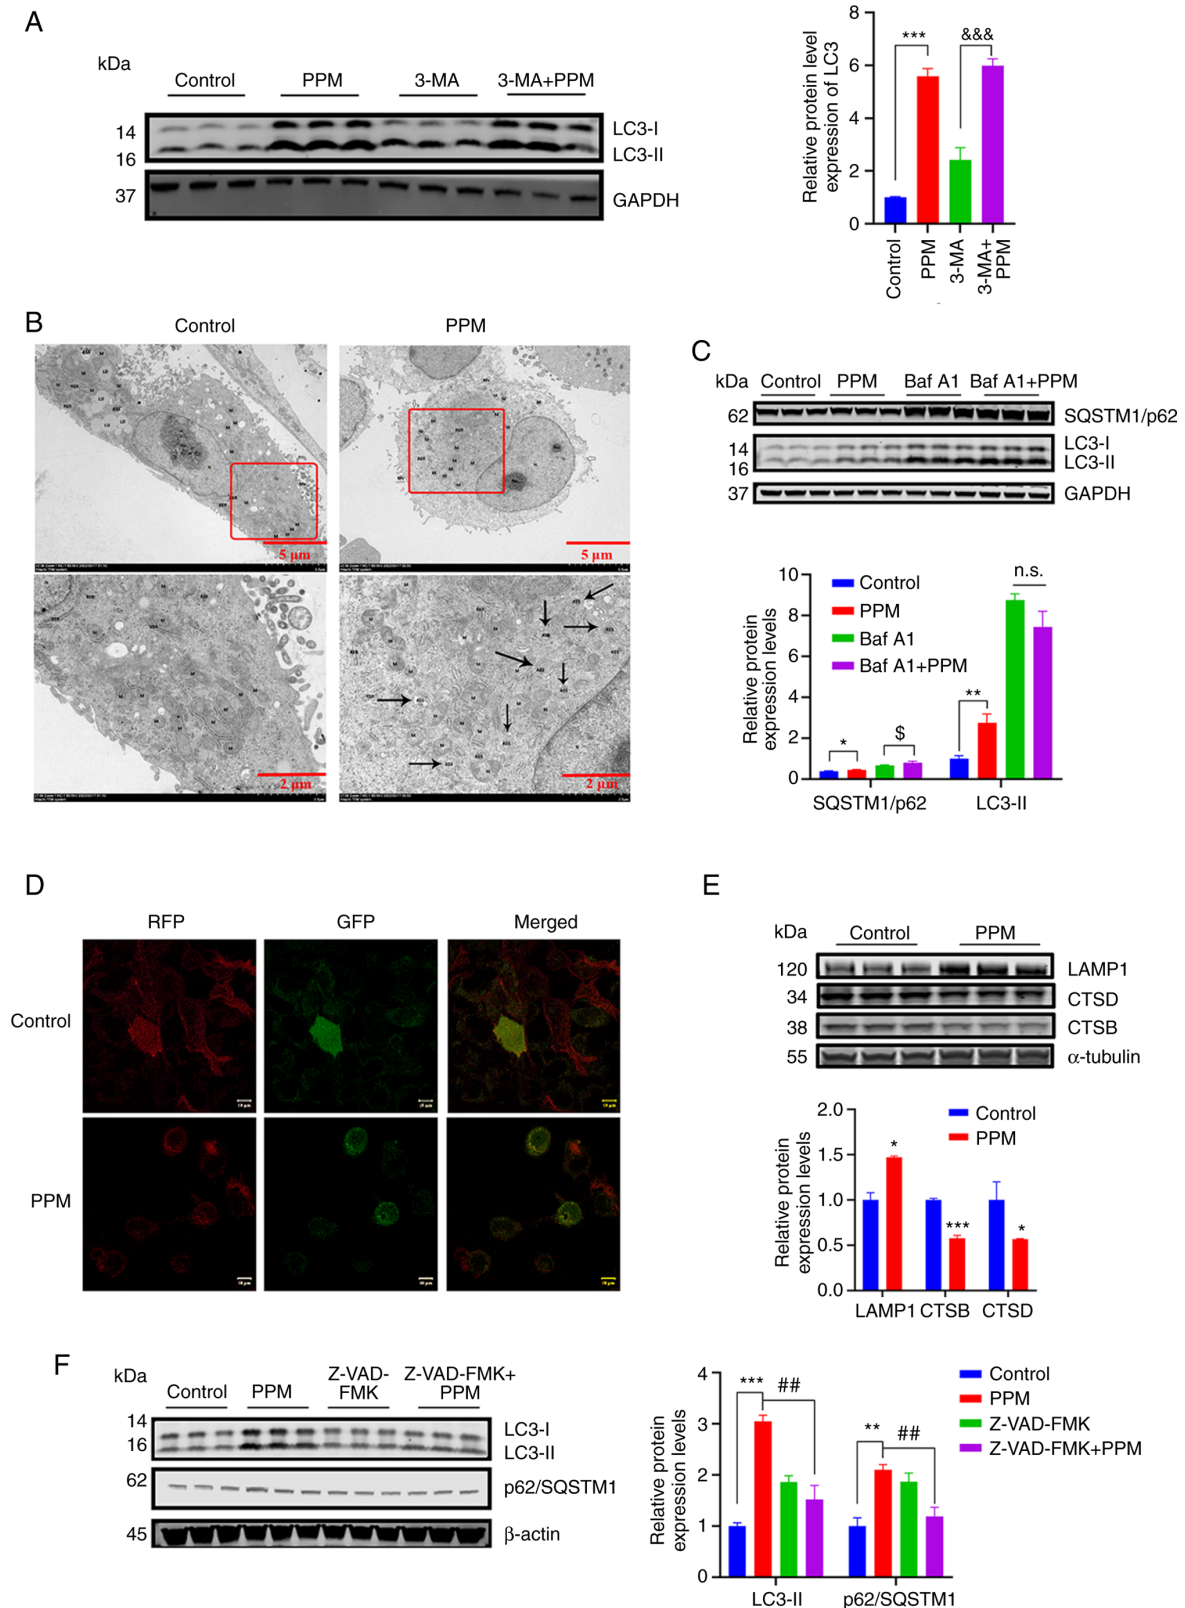 A
kDa
Control PPM 3-MA 3-MA+PPM
14
16
LC3-I
LC3-II
37
GAPDH
Relative protein level
expression of LC3
8
6
4
2
0
*** &&&
Control
PPM
3-MA
3-MA+
PPM
B
Control PPM
5 μm
5 μm
2 μm
2 μm
C
kDa Control PPM Baf A1 Baf A1+PPM
62 SQSTM1/p62
14 LC3-I
16 LC3-II
37 GAPDH
Relative protein
expression levels
10
8
6
4
2
0
Control
PPM
Baf A1
Baf A1+PPM
* $ ** n.s.
SQSTM1/p62 LC3-II
D
RFP GFP Merged
Control
PPM
E
kDa Control PPM
120 LAMP1
34 CTSD
38 CTSB
55 α-tubulin
Relative protein
expression levels
2.0
1.5
1.0
0.5
0.0
Control
PPM
* *** *
LAMP1 CTSB CTSD
F
kDa
Control PPM Z-VAD-
FMK
Z-VAD-FMK+
PPM
14
16
LC3-I
LC3-II
62
p62/SQSTM1
45
β-actin
Relative protein
expression levels
4
3
2
1
0
*** ## ** ##
Control
PPM
Z-VAD-FMK
Z-VAD-FMK+PPM
LC3-II p62/SQSTM1